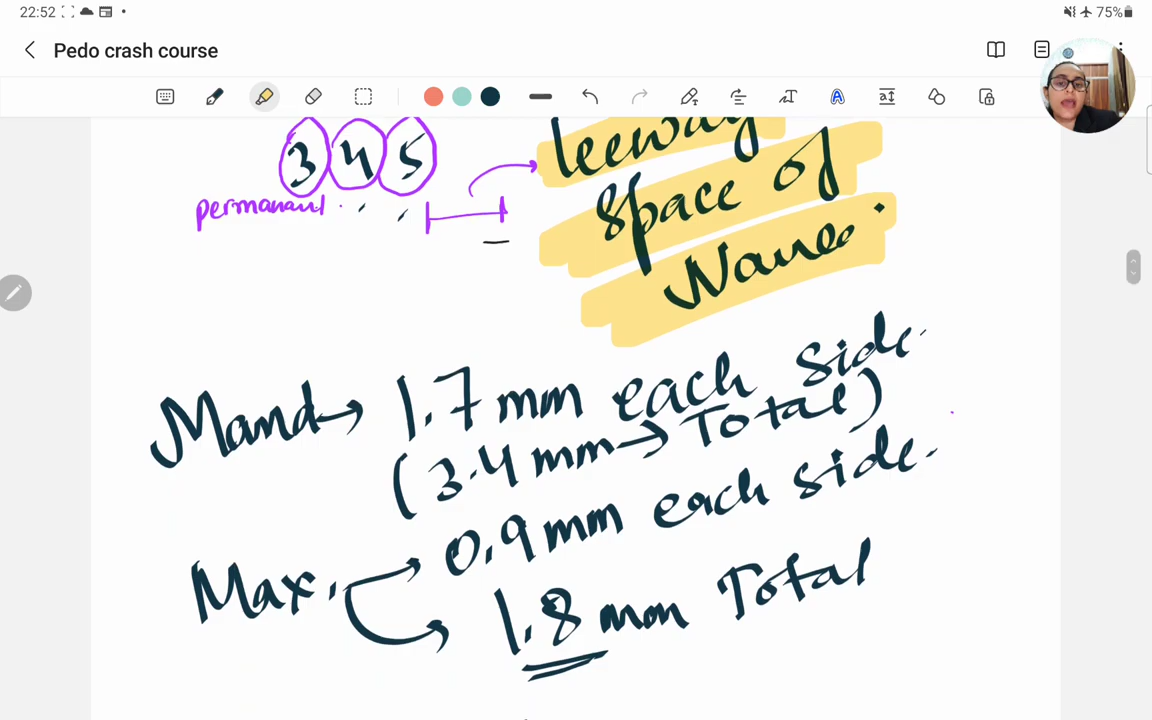 22:52
75%
Pedo crash course
3 4 5
permanant
leeway
space of
Nance.
Mand → 1.7 mm each side.
(3.4 mm → Total)
Max. → 0.9 mm each side.
→ 1.8 mm Total